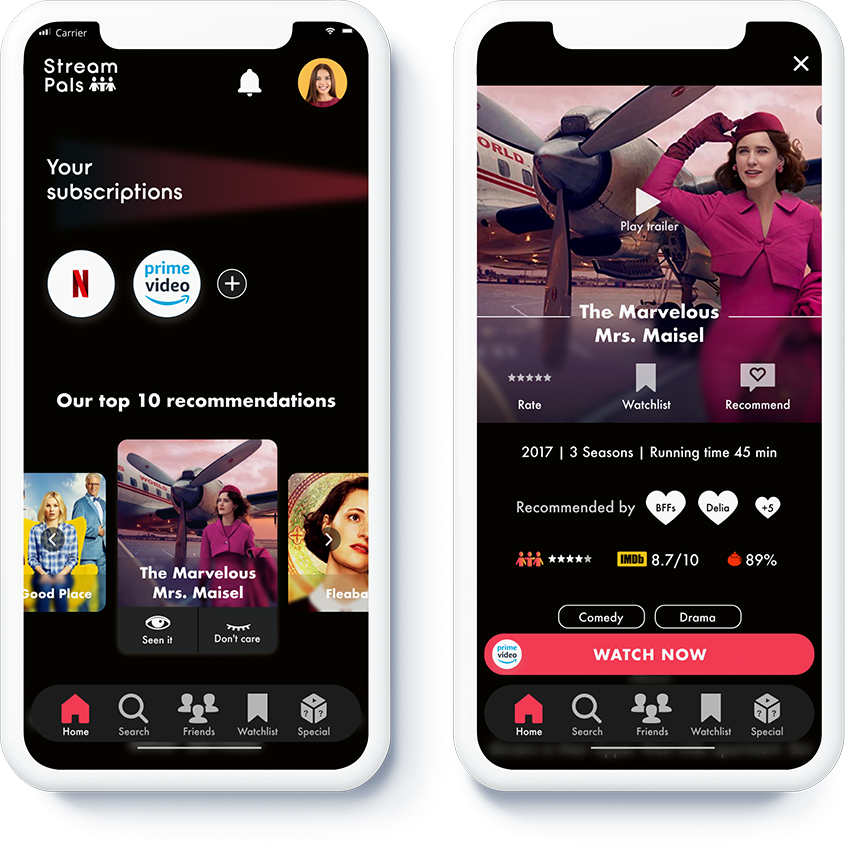 Carrier
Stream
Pals
Your
subscriptions
N
prime
video
Our top 10 recommendations
WORLD
Good Place
The Marvelous
Mrs. Maisel
Fleaba
Seen it
Don't care
Home
Search
Friends
Watchlist
? ?
Special
ORLD.
Play trailer
The Marvelous
Mrs. Maisel
Rate
Watchlist
Recommend
2017 | 3 Seasons | Running time 45 min
Recommended by
BFFs
Delia
+5
IMDb 8.7/10
89%
Comedy
Drama
prime
video
WATCH NOW
Home
Search
Friends
Watchlist
? ?
Special